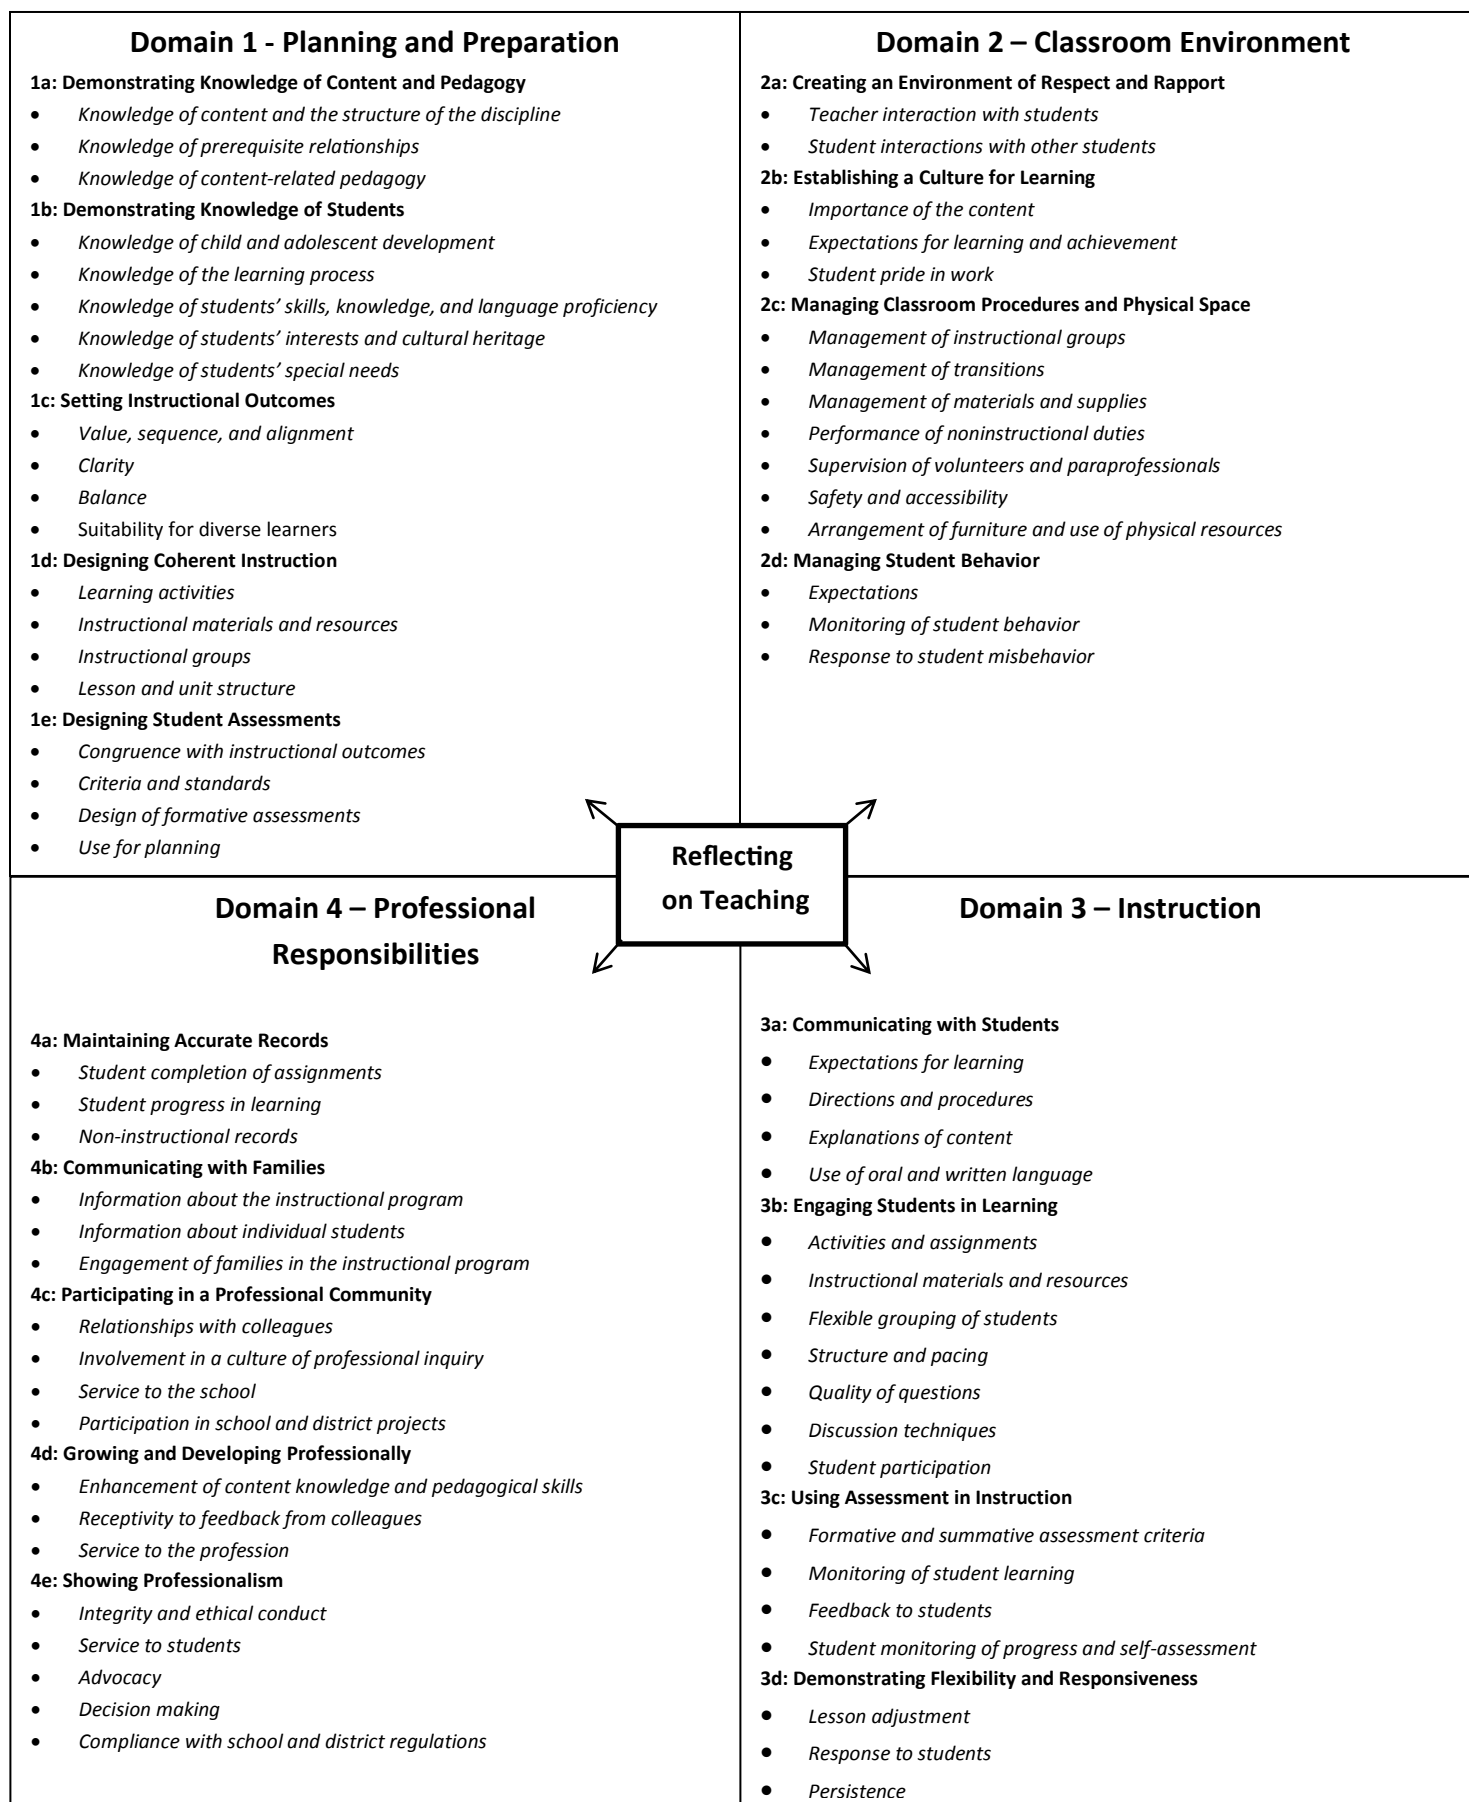 Domain 1 - Planning and Preparation
1a: Demonstrating Knowledge of Content and Pedagogy
• Knowledge of content and the structure of the discipline
• Knowledge of prerequisite relationships
• Knowledge of content-related pedagogy
1b: Demonstrating Knowledge of Students
• Knowledge of child and adolescent development
• Knowledge of the learning process
• Knowledge of students’ skills, knowledge, and language proficiency
• Knowledge of students’ interests and cultural heritage
• Knowledge of students’ special needs
1c: Setting Instructional Outcomes
• Value, sequence, and alignment
• Clarity
• Balance
• Suitability for diverse learners
1d: Designing Coherent Instruction
• Learning activities
• Instructional materials and resources
• Instructional groups
• Lesson and unit structure
1e: Designing Student Assessments
• Congruence with instructional outcomes
• Criteria and standards
• Design of formative assessments
• Use for planning
Domain 2 – Classroom Environment
2a: Creating an Environment of Respect and Rapport
• Teacher interaction with students
• Student interactions with other students
2b: Establishing a Culture for Learning
• Importance of the content
• Expectations for learning and achievement
• Student pride in work
2c: Managing Classroom Procedures and Physical Space
• Management of instructional groups
• Management of transitions
• Management of materials and supplies
• Performance of noninstructional duties
• Supervision of volunteers and paraprofessionals
• Safety and accessibility
• Arrangement of furniture and use of physical resources
2d: Managing Student Behavior
• Expectations
• Monitoring of student behavior
• Response to student misbehavior
Reflecting
on Teaching
Domain 4 – Professional
Responsibilities
4a: Maintaining Accurate Records
• Student completion of assignments
• Student progress in learning
• Non-instructional records
4b: Communicating with Families
• Information about the instructional program
• Information about individual students
• Engagement of families in the instructional program
4c: Participating in a Professional Community
• Relationships with colleagues
• Involvement in a culture of professional inquiry
• Service to the school
• Participation in school and district projects
4d: Growing and Developing Professionally
• Enhancement of content knowledge and pedagogical skills
• Receptivity to feedback from colleagues
• Service to the profession
4e: Showing Professionalism
• Integrity and ethical conduct
• Service to students
• Advocacy
• Decision making
• Compliance with school and district regulations
Domain 3 – Instruction
3a: Communicating with Students
• Expectations for learning
• Directions and procedures
• Explanations of content
• Use of oral and written language
3b: Engaging Students in Learning
• Activities and assignments
• Instructional materials and resources
• Flexible grouping of students
• Structure and pacing
• Quality of questions
• Discussion techniques
• Student participation
3c: Using Assessment in Instruction
• Formative and summative assessment criteria
• Monitoring of student learning
• Feedback to students
• Student monitoring of progress and self-assessment
3d: Demonstrating Flexibility and Responsiveness
• Lesson adjustment
• Response to students
• Persistence